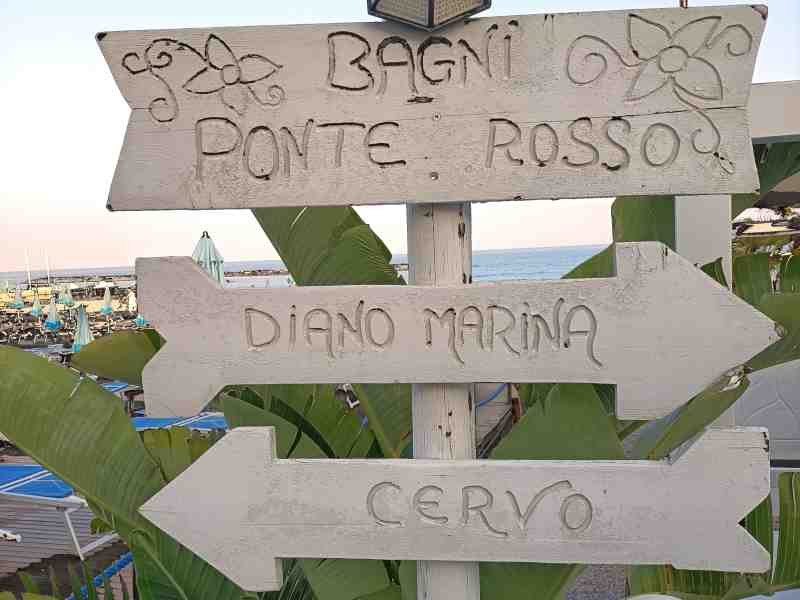 BAGNI
PONTE ROSSO
DIANO MARINA
CERVO